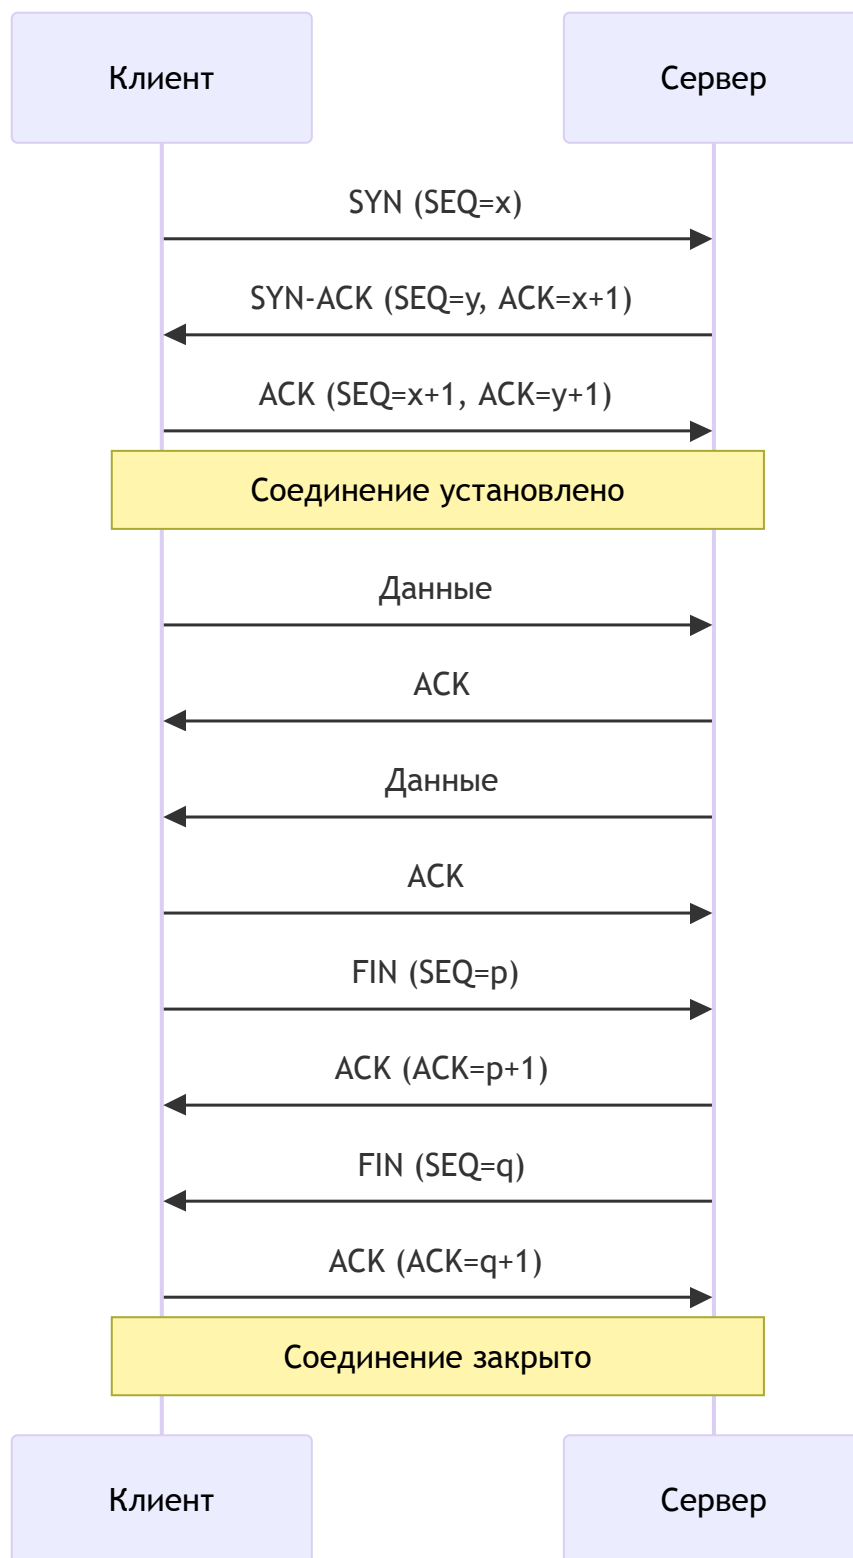 Клиент
Сервер
SYN (SEQ=x)
SYN-ACK (SEQ=y, ACK=x+1)
ACK (SEQ=x+1, ACK=y+1)
Соединение установлено
Данные
ACK
Данные
ACK
FIN (SEQ=p)
ACK (ACK=p+1)
FIN (SEQ=q)
ACK (ACK=q+1)
Соединение закрыто
Клиент
Сервер